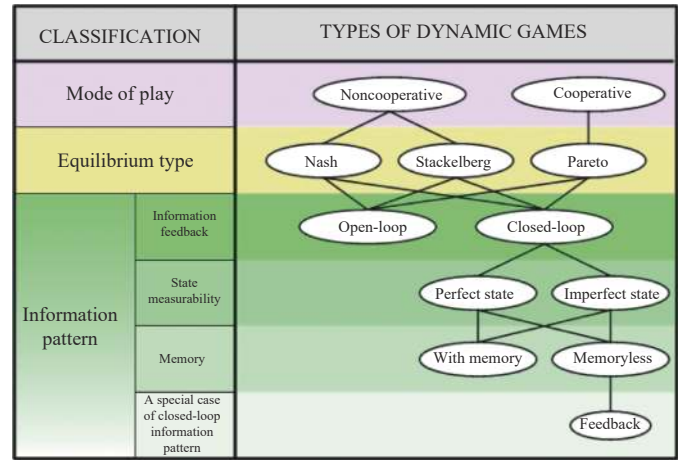 CLASSIFICATION
TYPES OF DYNAMIC GAMES
Mode of play
Noncooperative
Cooperative
Equilibrium type
Nash
Stackelberg
Pareto
Information pattern
Information
feedback
Open-loop
Closed-loop
State
measurability
Perfect state
Imperfect state
Memory
With memory
Memoryless
A special case
of closed-loop
information
pattern
Feedback